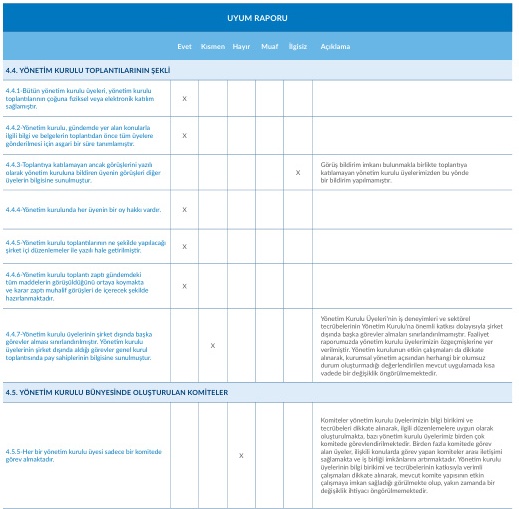 UYUM RAPORU
Evet Kısmen Hayır Muaf İlgisiz Açıklama
4.4. YÖNETİM KURULU TOPLANTILARININ ŞEKLİ
4.4.1-Bütün yönetim kurulu üyeleri, yönetim kurulu
toplantılarının çoğuna fiziksel veya elektronik katılım
sağlamıştır.
X
4.4.2-Yönetim kurulu, gündemde yer alan konularla
ilgili bilgi ve belgelerin toplantıdan önce tüm üyelere
gönderilmesi için asgari bir süre tanımlamıştır.
X
4.4.3-Toplantıya katılamayan ancak görüşlerini yazılı
olarak yönetim kuruluna bildiren üyenin görüşleri diğer
üyelerin bilgisine sunulmuştur.
X
Görüş bildirim imkanı bulunmakla birlikte toplantıya
katılamayan yönetim kurulu üyelerimizden bu yönde
bir bildirim yapılmamıştır.
4.4.4-Yönetim kurulunda her üyenin bir oy hakkı vardır.
X
4.4.5-Yönetim kurulu toplantılarının ne şekilde yapılacağı
şirket içi düzenlemeler ile yazılı hale getirilmiştir.
X
4.4.6-Yönetim kurulu toplantı zaptı gündemdeki
tüm maddelerin görüşüldüğünü ortaya koymakta
ve karar zaptı muhalif görüşleri de içerecek şekilde
hazırlanmaktadır.
X
4.4.7-Yönetim kurulu üyelerinin şirket dışında başka
görevler alması sınırlandırılmıştır. Yönetim kurulu
üyelerinin şirket dışında aldığı görevler genel kurul
toplantısında pay sahiplerinin bilgisine sunulmuştur.
X
Yönetim Kurulu Üyeleri'nin iş deneyimleri ve sektörel
tecrübelerinin Yönetim Kurulu'na önemli katkısı dolayısıyla şirket
dışında başka görevler almaları sınırlandırılmamıştır. Faaliyet
raporumuzda yönetim kurulu üyelerimizin özgeçmişlerine yer
verilmiştir. Yönetim kurulunun etkin çalışmaları da dikkate
alınarak, kurumsal yönetim açısından herhangi bir olumsuz
durum oluşturmadığı değerlendirilen mevcut uygulamada kısa
vadede bir değişiklik öngörülmemektedir.
4.5. YÖNETİM KURULU BÜNYESİNDE OLUŞTURULAN KOMİTELER
4.5.5-Her bir yönetim kurulu üyesi sadece bir komitede
görev almaktadır.
X
Komiteler yönetim kurulu üyelerimizin bilgi birikimi ve
tecrübeleri dikkate alınarak, ilgili düzenlemelere uygun olarak
oluşturulmakta, bazı yönetim kurulu üyelerimiz birden çok
komitede görevlendirilmektedir. Birden fazla komitede görev
alan üyeler, ilişkili konularda görev yapan komiteler arası iletişimi
sağlamakta ve iş birliği imkânlarını artırmaktadır. Yönetim kurulu
üyelerinin bilgi birikimi ve tecrübelerinin katkısıyla verimli
çalışmaları dikkate alınarak, mevcut komite yapısının etkin
çalışmaya imkan sağladığı görülmekte olup, yakın zamanda bir
değişiklik ihtiyacı öngörülmemektedir.